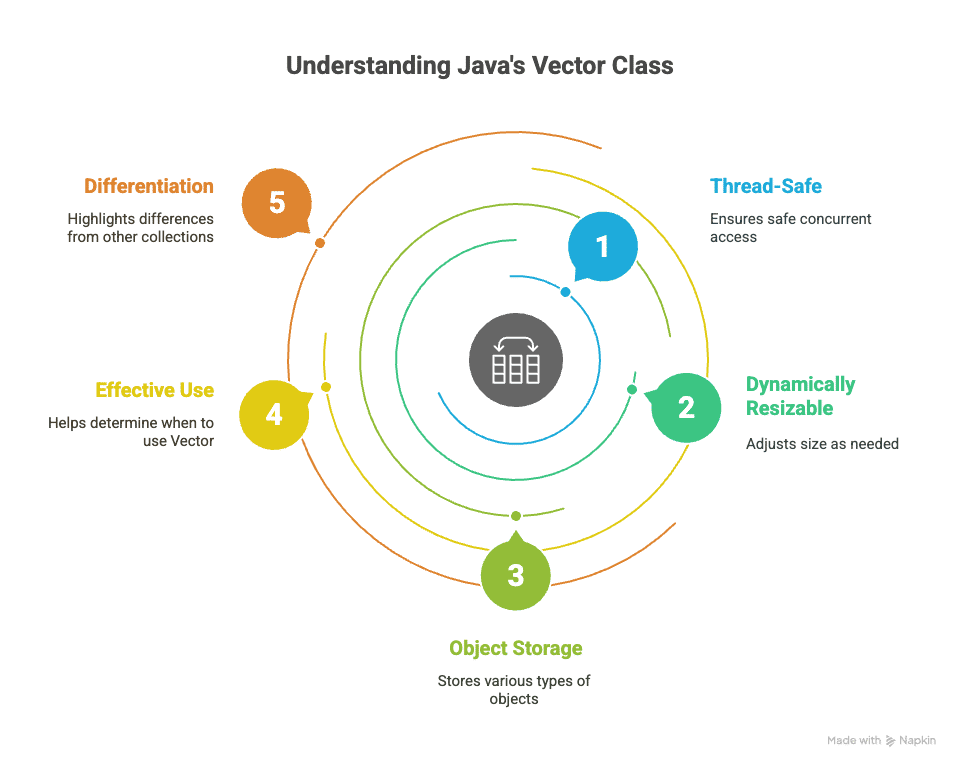 Understanding Java's Vector Class
1
Thread-Safe
Ensures safe concurrent
access
2
Dynamically
Resizable
Adjusts size as needed
3
Object Storage
Stores various types of
objects
4
Effective Use
Helps determine when to
use Vector
5
Differentiation
Highlights differences
from other collections
Made with Napkin